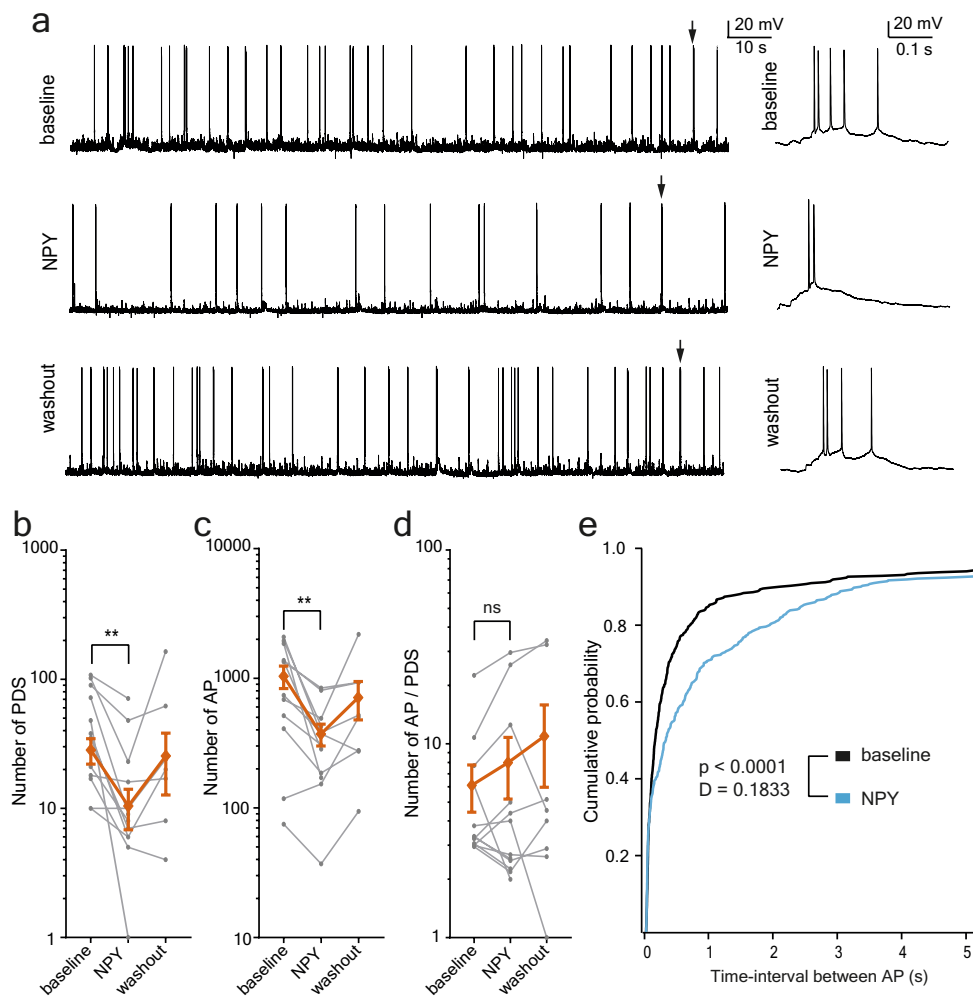 a
20 mV
10 s
20 mV
0.1 s
baseline
baseline
NPY
NPY
washout
washout
b
c
d
e
Number of PDS
1000
100
10
1
**
baseline
NPY
washout
Number of AP
10000
1000
100
10
**
baseline
NPY
washout
Number of AP / PDS
100
10
1
ns
baseline
NPY
washout
Cumulative probability
1.0
0.8
0.6
0.4
0.2
p < 0.0001
D = 0.1833
baseline
NPY
0
1
2
3
4
5
Time-interval between AP (s)